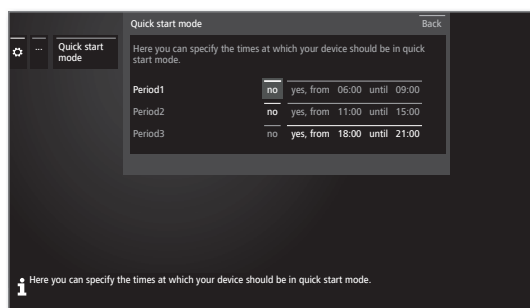 Quick start mode Back
... Quick start
mode
Here you can specify the times at which your device should be in quick
start mode.
Period1 no yes, from 06:00 until 09:00
Period2 no yes, from 11:00 until 15:00
Period3 no yes, from 18:00 until 21:00
i Here you can specify the times at which your device should be in quick start mode.